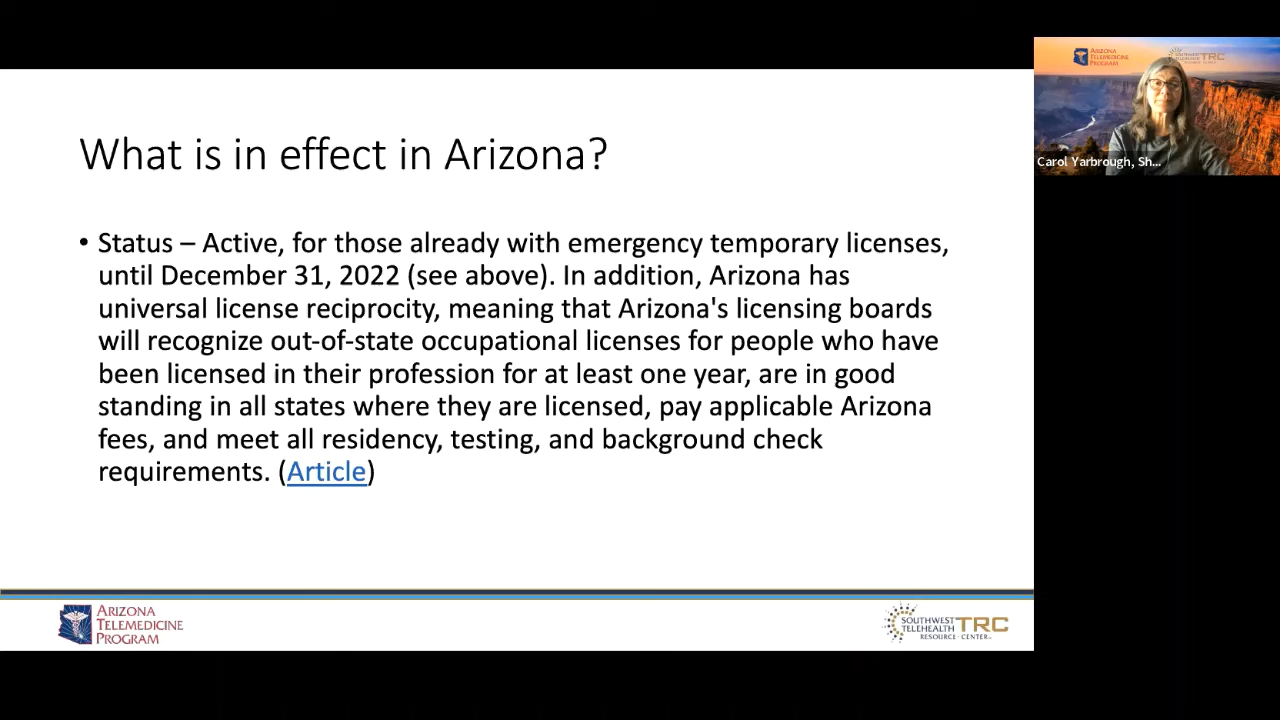 What is in effect in Arizona?
• Status – Active, for those already with emergency temporary licenses,
until December 31, 2022 (see above). In addition, Arizona has
universal license reciprocity, meaning that Arizona's licensing boards
will recognize out-of-state occupational licenses for people who have
been licensed in their profession for at least one year, are in good
standing in all states where they are licensed, pay applicable Arizona
fees, and meet all residency, testing, and background check
requirements. (Article)
ARIZONA
TELEMEDICINE
PROGRAM
SOUTHWEST
TELEHEALTH
RESOURCE CENTER
TRC
ARIZONA
TELEMEDICINE
PROGRAM
TRC
Carol Yarbrough, Sh...